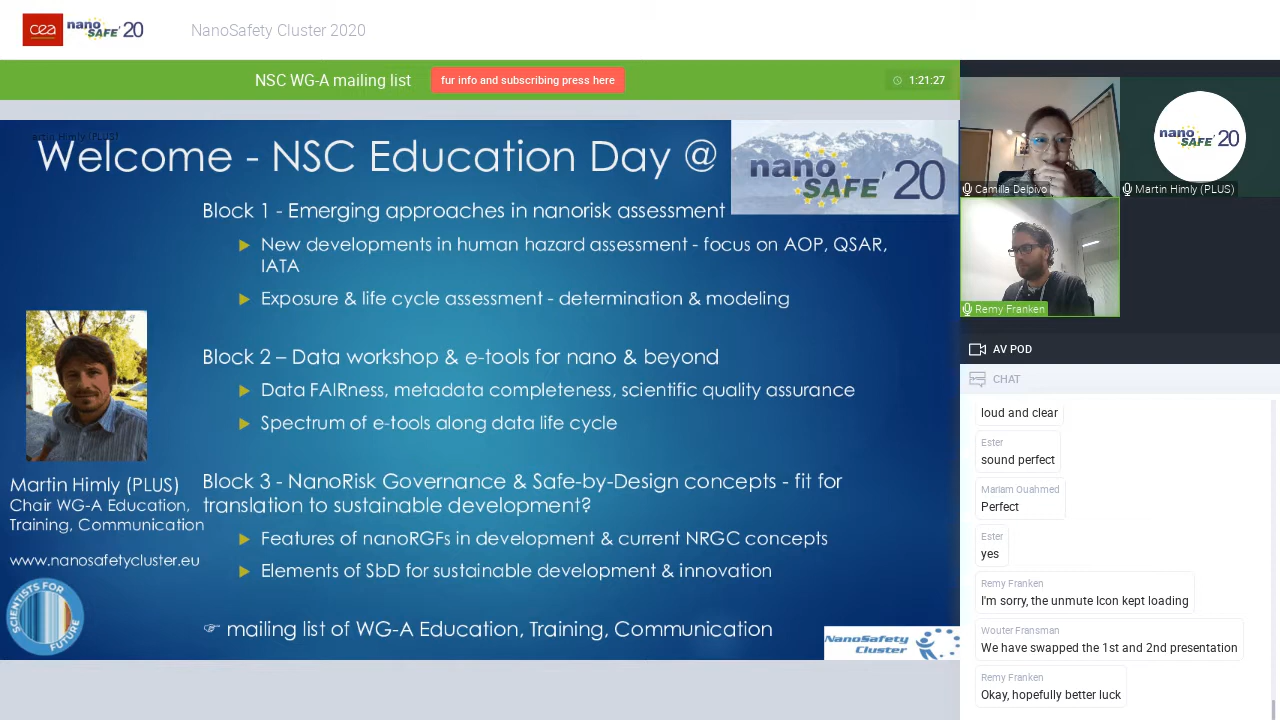 cea nano SAFE' 20
NanoSafety Cluster 2020
NSC WG-A mailing list
fur info and subscribing press here
1:21:27
artin Himly (PLUS)
Welcome - NSC Education Day @
nano SAFE' 20
Block 1 - Emerging approaches in nanorisk assessment
New developments in human hazard assessment - focus on AOP, QSAR,
IATA
Exposure & life cycle assessment - determination & modeling
Block 2 – Data workshop & e-tools for nano & beyond
Data FAIRness, metadata completeness, scientific quality assurance
Spectrum of e-tools along data life cycle
Block 3 - NanoRisk Governance & Safe-by-Design concepts - fit for
translation to sustainable development?
Features of nanoRGFs in development & current NRGC concepts
Elements of SbD for sustainable development & innovation
☞ mailing list of WG-A Education, Training, Communication
Martin Himly (PLUS)
Chair WG-A Education,
Training, Communication
www.nanosafetycluster.eu
SCIENTISTS FOR FUTURE
NanoSafety
Cluster
Camilla Delpivo
nano SAFE' 20
Martin Himly (PLUS)
Remy Franken
AV POD
CHAT
loud and clear
Ester
sound perfect
Mariam Ouahmed
Perfect
Ester
yes
Remy Franken
I'm sorry, the unmute Icon kept loading
Wouter Fransman
We have swapped the 1st and 2nd presentation
Remy Franken
Okay, hopefully better luck